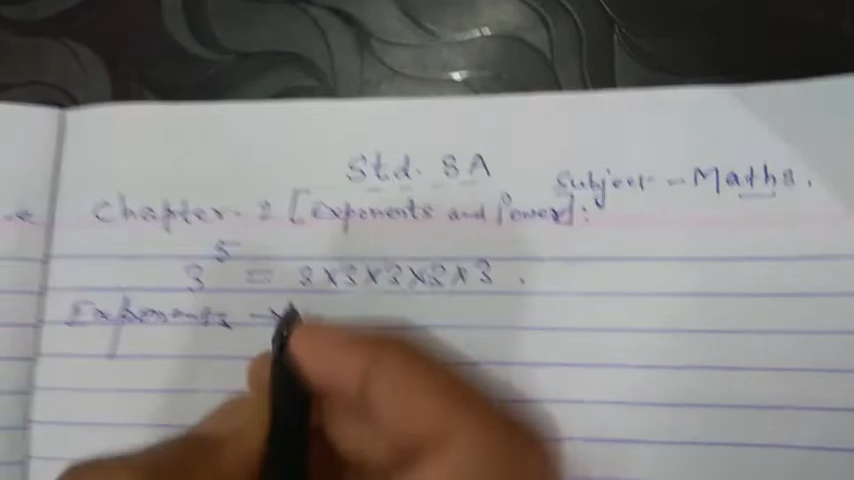 Std. 8A
Subject - Maths.
Chapter - 2 [Exponents and Power]:
3⁵ = 3×3×3×3×3.
Exponents →